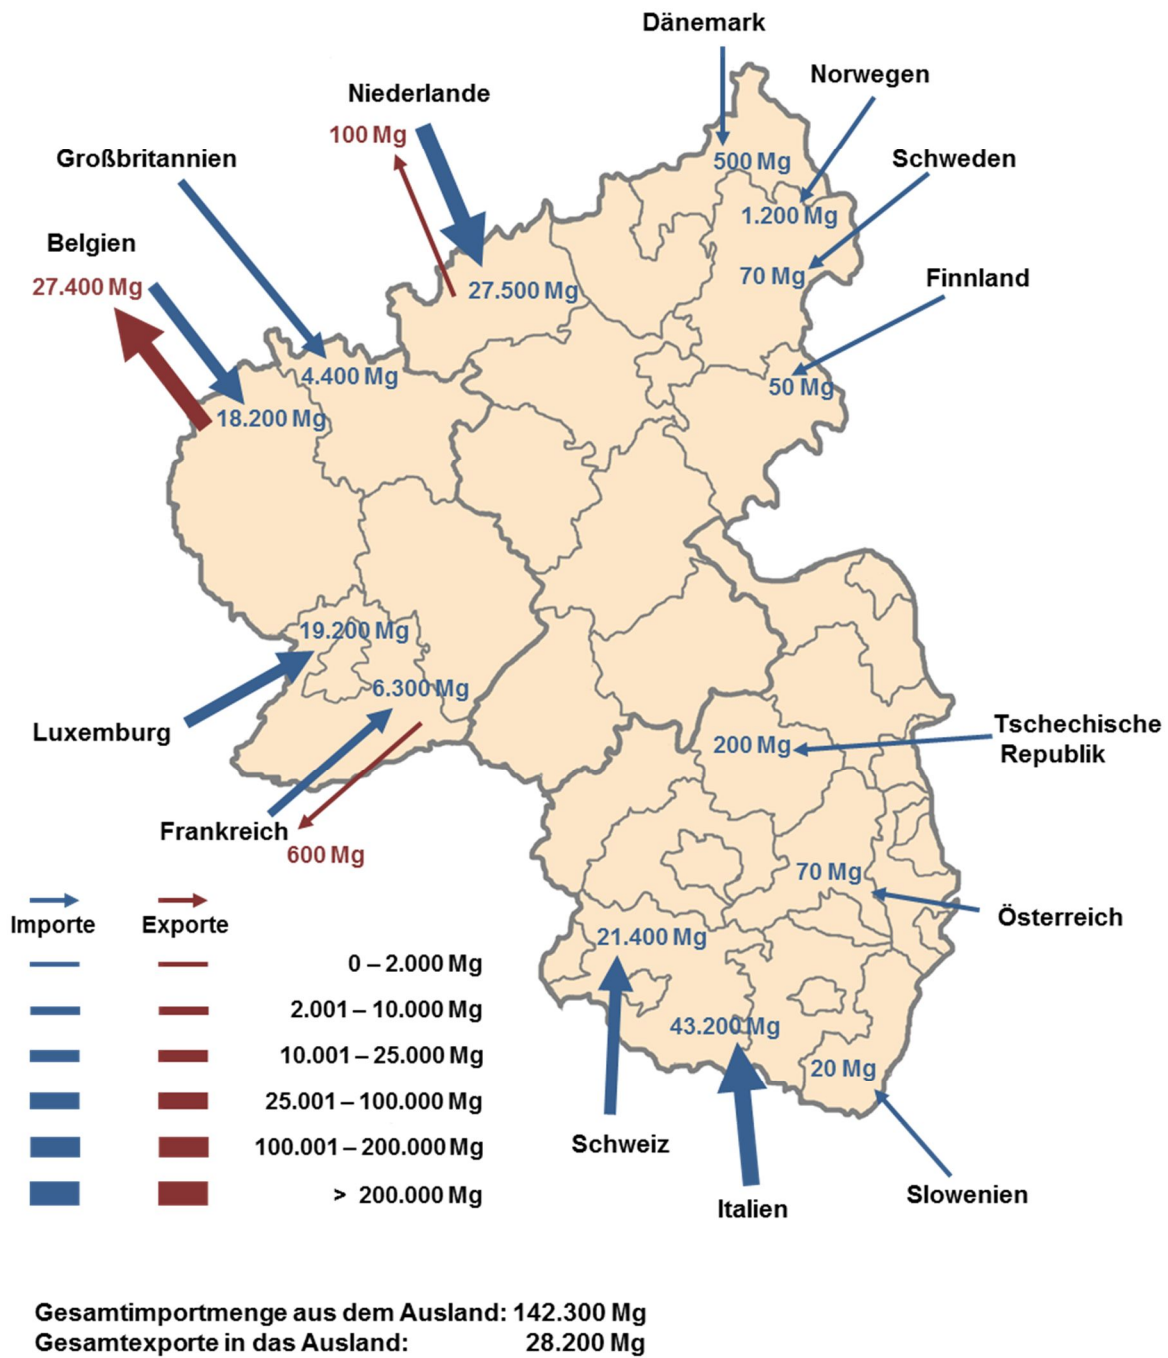 Dänemark
Norwegen
Niederlande
100 Mg
Großbritannien
500 Mg
Schweden
1.200 Mg
Belgien
27.400 Mg
27.500 Mg
70 Mg
Finnland
4.400 Mg
50 Mg
18.200 Mg
19.200 Mg
6.300 Mg
Luxemburg
200 Mg
Tschechische
Republik
Frankreich
600 Mg
70 Mg
Österreich
Importe Exporte
21.400 Mg
0 – 2.000 Mg
2.001 – 10.000 Mg
43.200 Mg
10.001 – 25.000 Mg
20 Mg
25.001 – 100.000 Mg
100.001 – 200.000 Mg
Schweiz
> 200.000 Mg
Italien
Slowenien
Gesamtimportmenge aus dem Ausland: 142.300 Mg
Gesamtexporte in das Ausland: 28.200 Mg